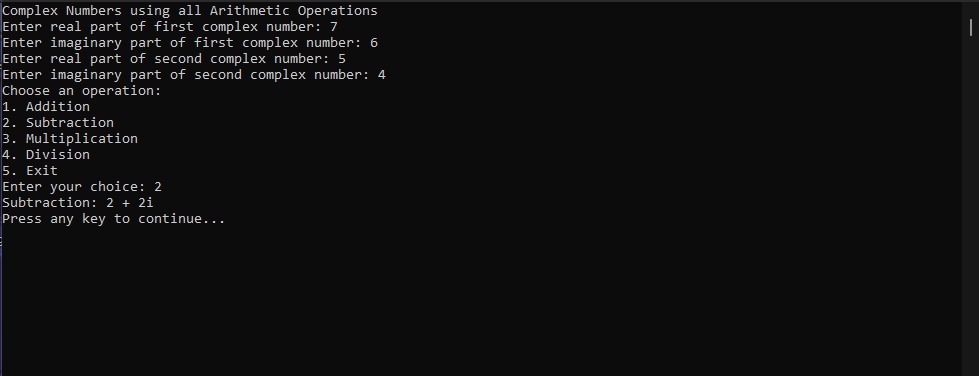 Complex Numbers using all Arithmetic Operations
Enter real part of first complex number: 7
Enter imaginary part of first complex number: 6
Enter real part of second complex number: 5
Enter imaginary part of second complex number: 4
Choose an operation:
1. Addition
2. Subtraction
3. Multiplication
4. Division
5. Exit
Enter your choice: 2
Subtraction: 2 + 2i
Press any key to continue...